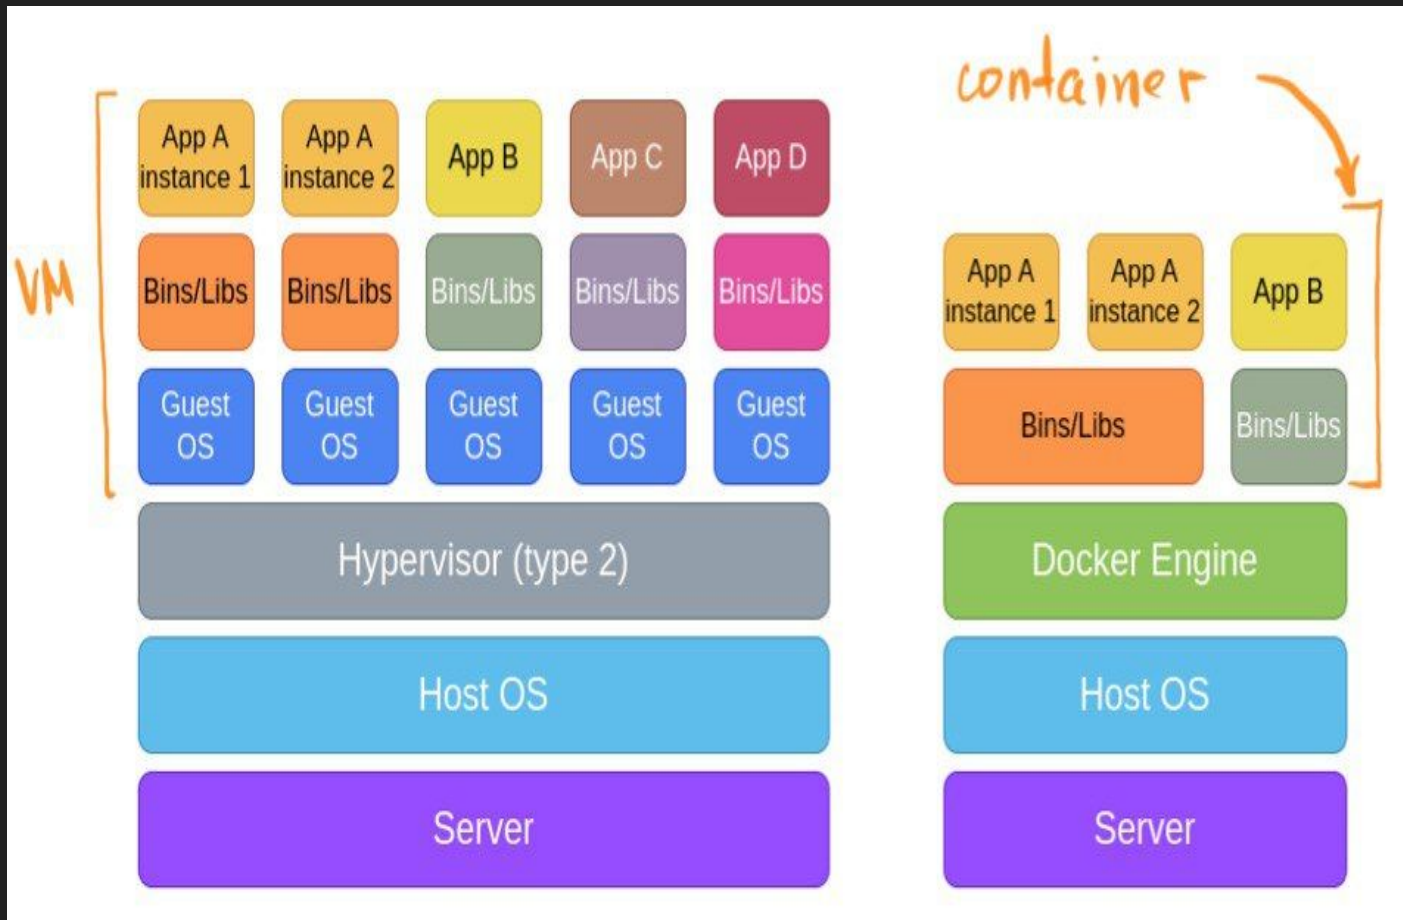 container
VM
App A
instance 1
App A
instance 2
App B
App C
App D
Bins/Libs
Bins/Libs
Bins/Libs
Bins/Libs
Bins/Libs
Guest
OS
Guest
OS
Guest
OS
Guest
OS
Guest
OS
Hypervisor (type 2)
Host OS
Server
App A
instance 1
App A
instance 2
App B
Bins/Libs
Bins/Libs
Docker Engine
Host OS
Server